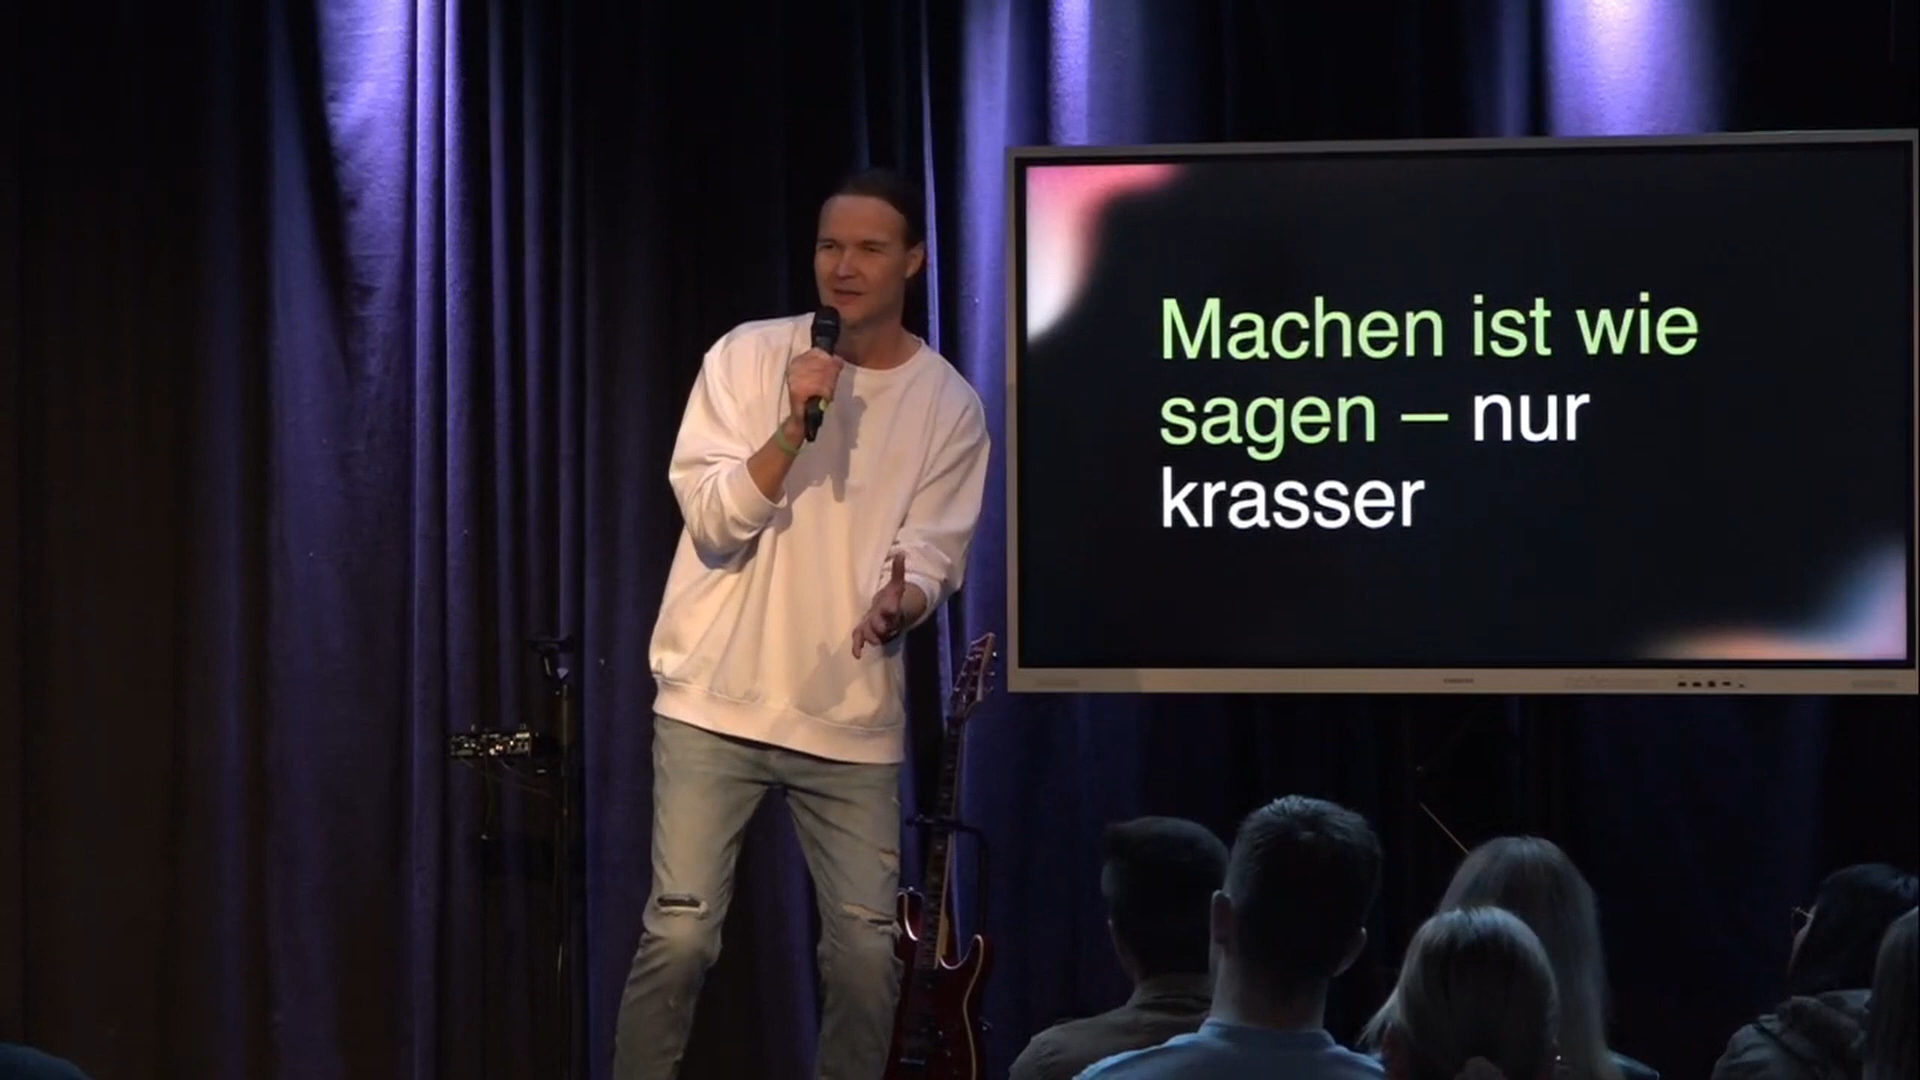 Machen ist wie
sagen – nur
krasser